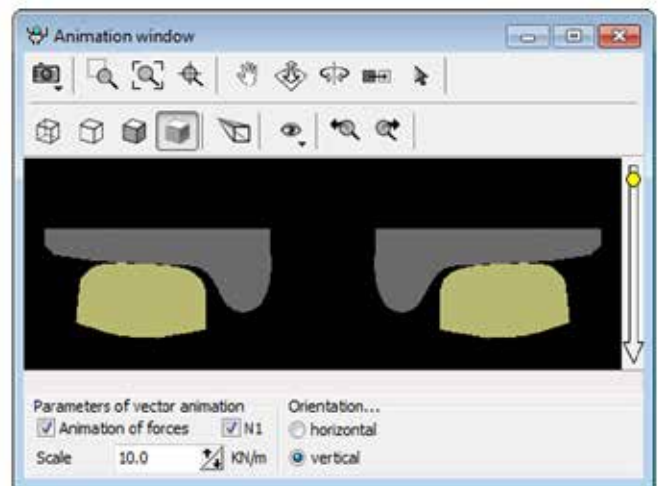 Animation window
Parameters of vector animation
Animation of forces N1
Scale 10.0 KN/m
Orientation...
horizontal
vertical